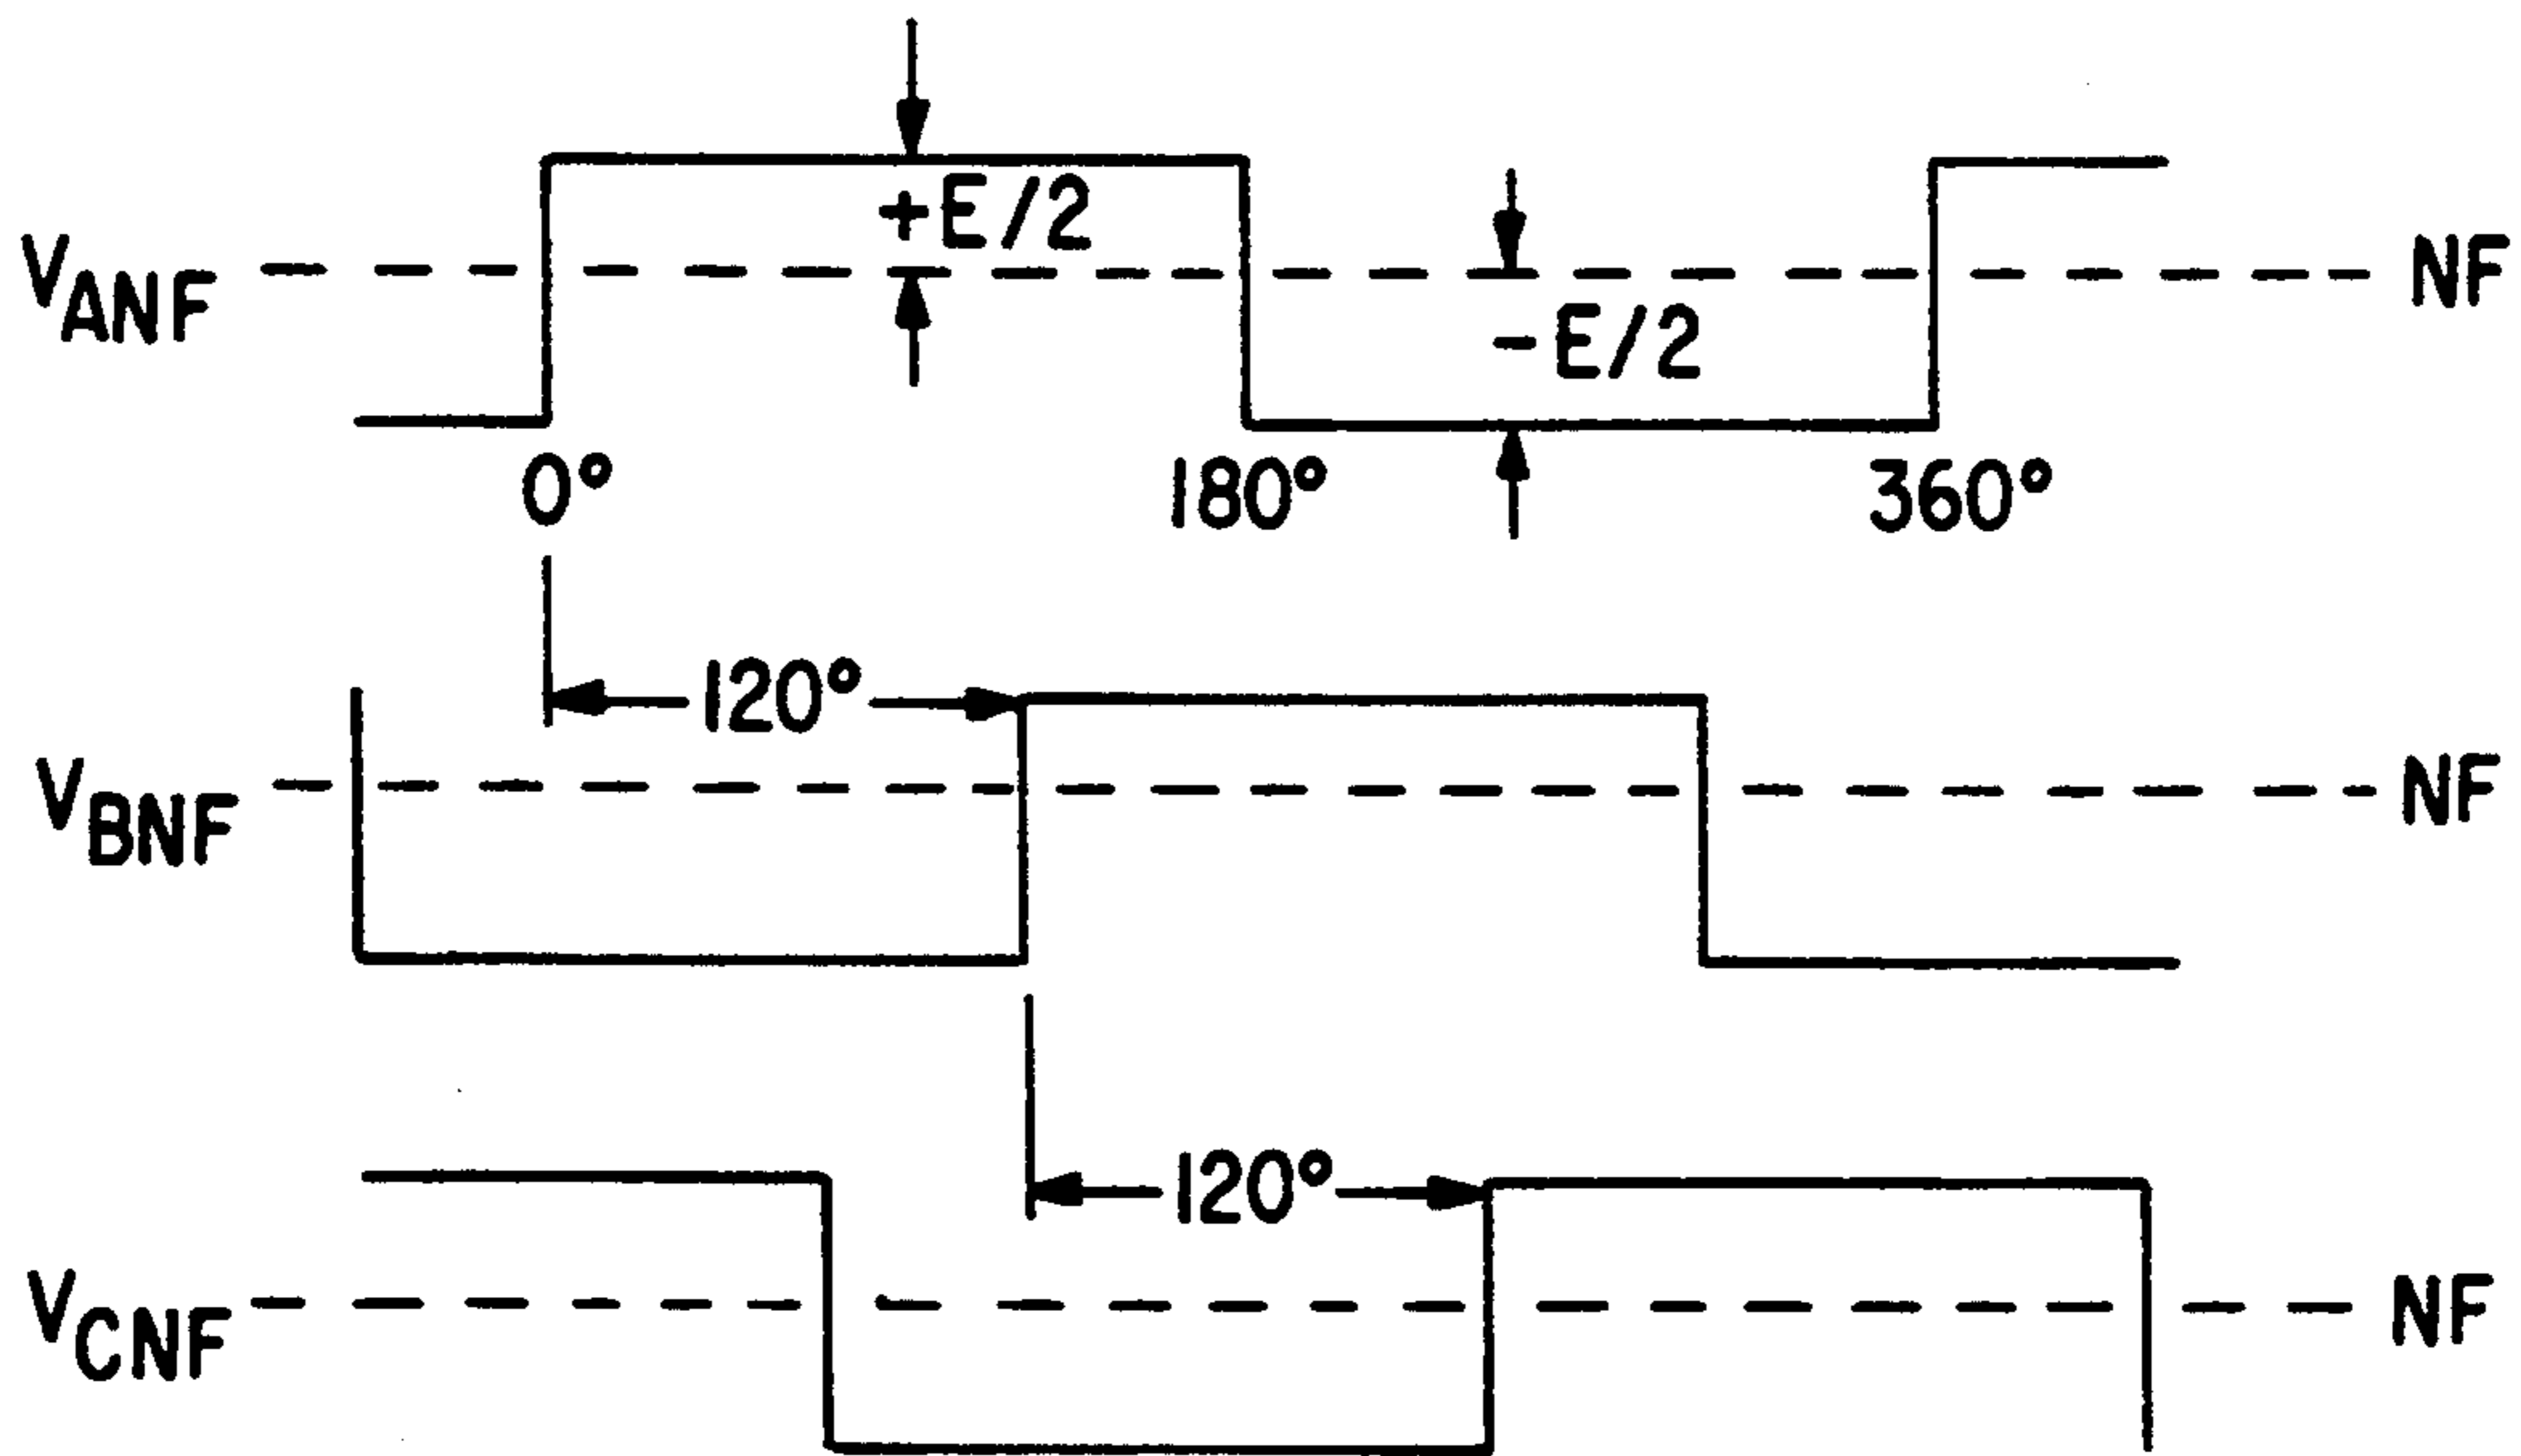 +E/2
V_ANF NF
-E/2
0° 180° 360°
120°
V_BNF NF
120°
V_CNF NF